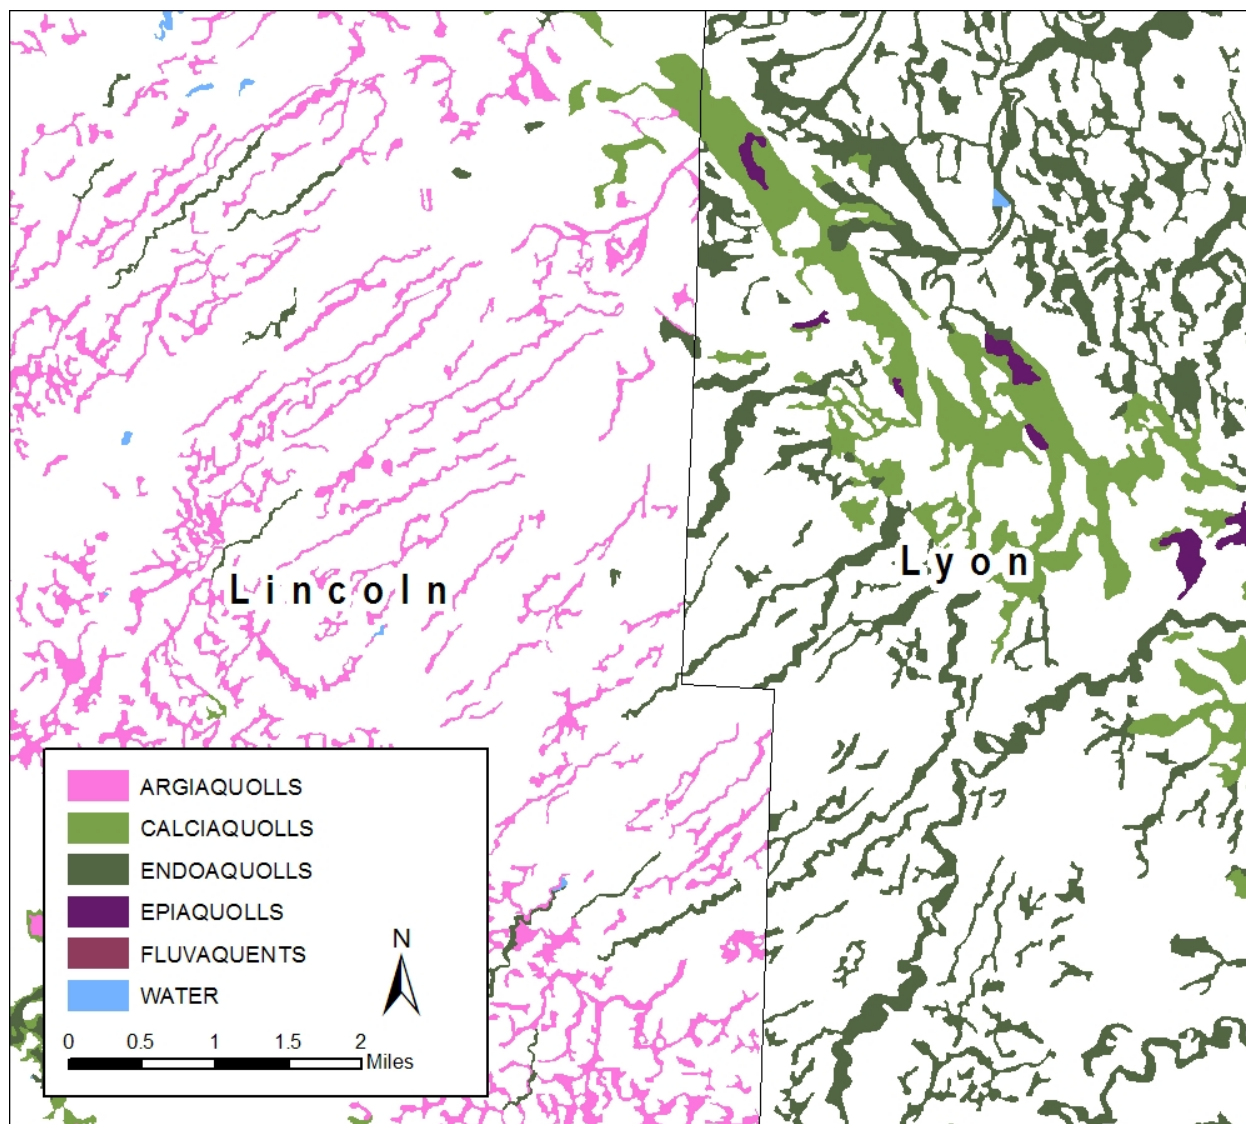 Lyon
Lincoln
ARGIAQUOLLS
CALCIAQUOLLS
ENDOAQUOLLS
EPIAQUOLLS
FLUVAQUENTS
WATER
N
0 0.5 1 1.5 2
Miles